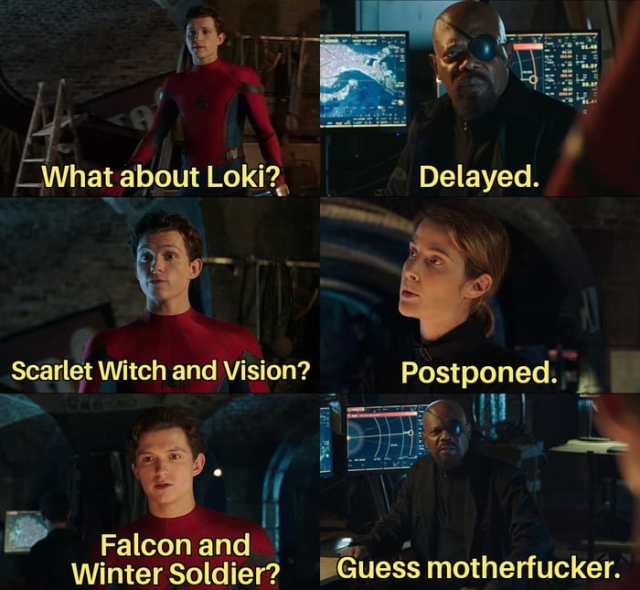 What about Loki?
Delayed.
Scarlet Witch and Vision?
Postponed.
Falcon and
Winter Soldier?
Guess motherfucker.